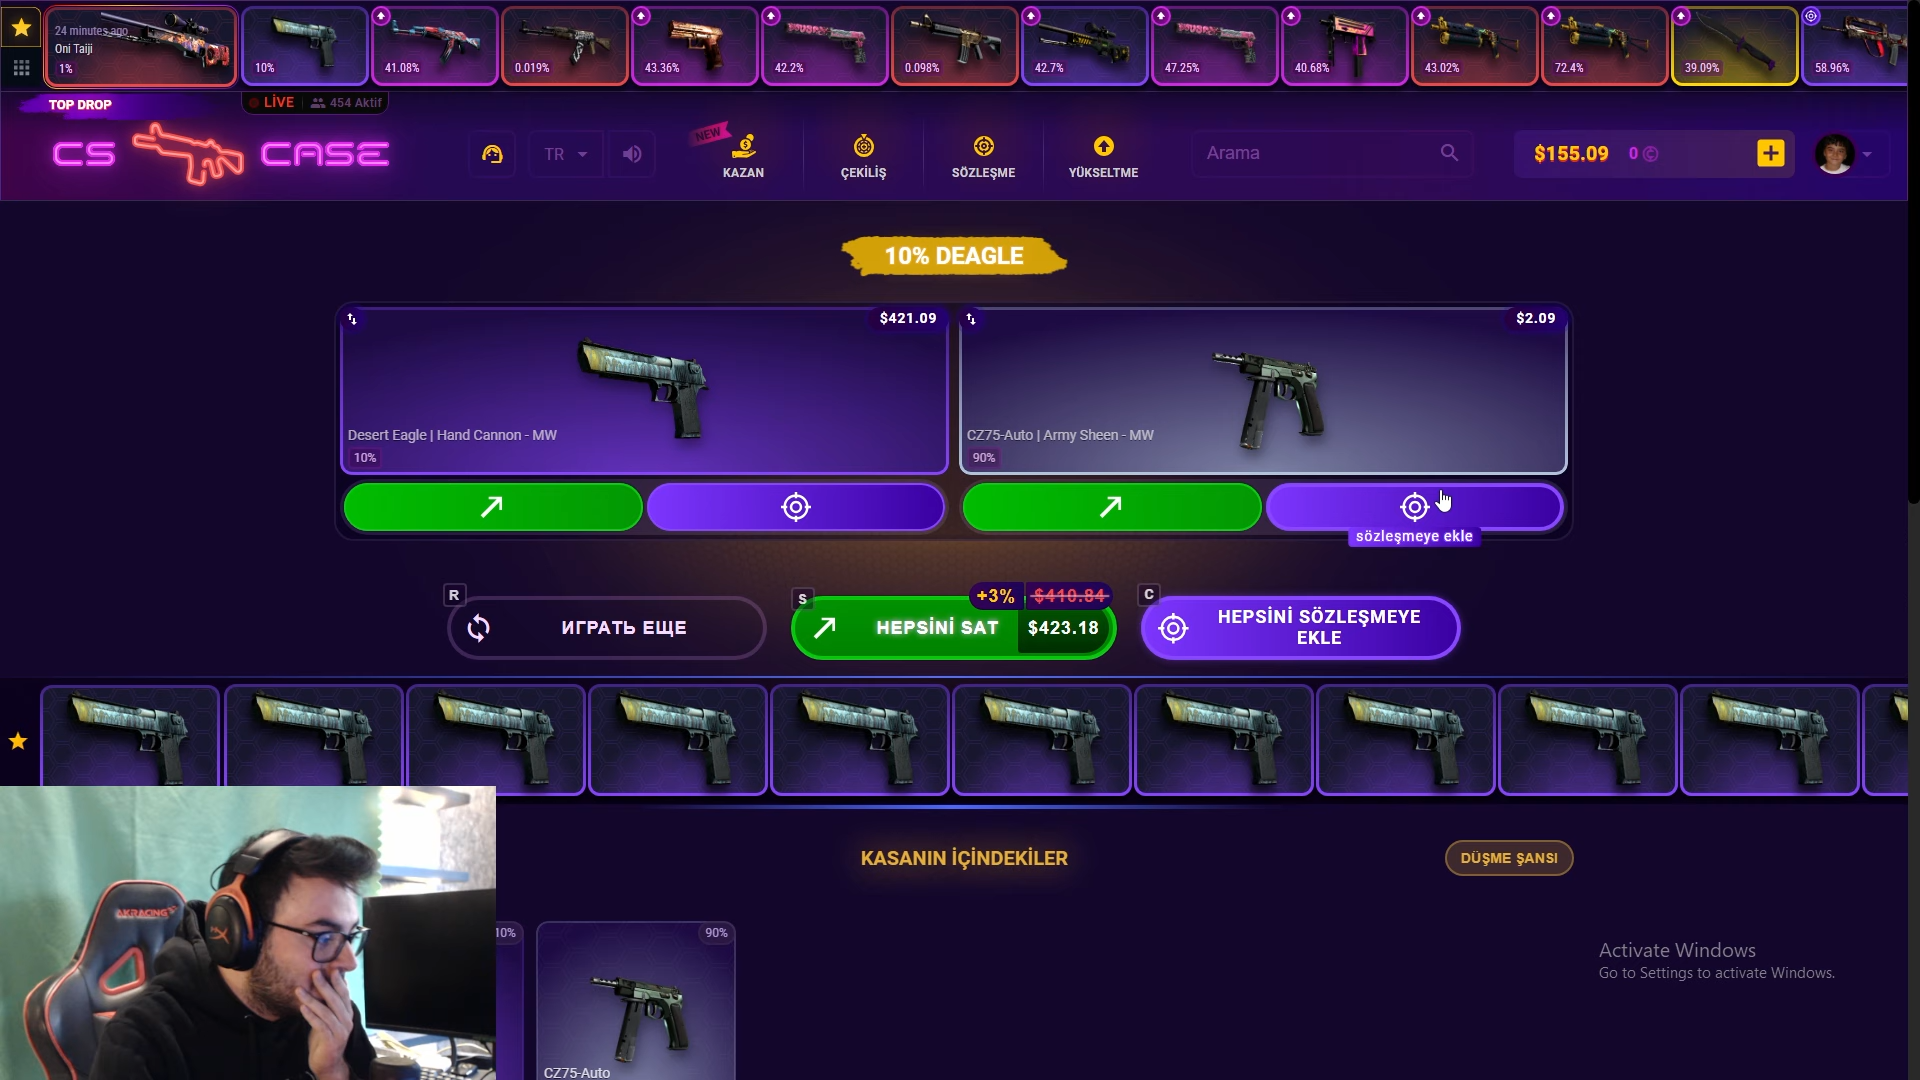 24 minutes ago
Oni Taiji
1%
10%
41.08%
0.019%
43.36%
42.2%
0.098%
42.7%
47.25%
40.68%
43.02%
72.4%
39.09%
58.96%
TOP DROP
LİVE
454 Aktif
CS CASE
TR
NEW
KAZAN
ÇEKİLİŞ
SÖZLEŞME
YÜKSELTME
Arama
$155.09
0
10% DEAGLE
$421.09
Desert Eagle | Hand Cannon - MW
10%
$2.09
CZ75-Auto | Army Sheen - MW
90%
sözleşmeye ekle
R
ИГРАТЬ ЕЩЕ
S
+3%
$410.84
HEPSİNİ SAT
$423.18
C
HEPSİNİ SÖZLEŞMEYE
EKLE
KASANIN İÇİNDEKİLER
DÜŞME ŞANSI
10%
90%
CZ75-Auto
AKRACING
Activate Windows
Go to Settings to activate Windows.